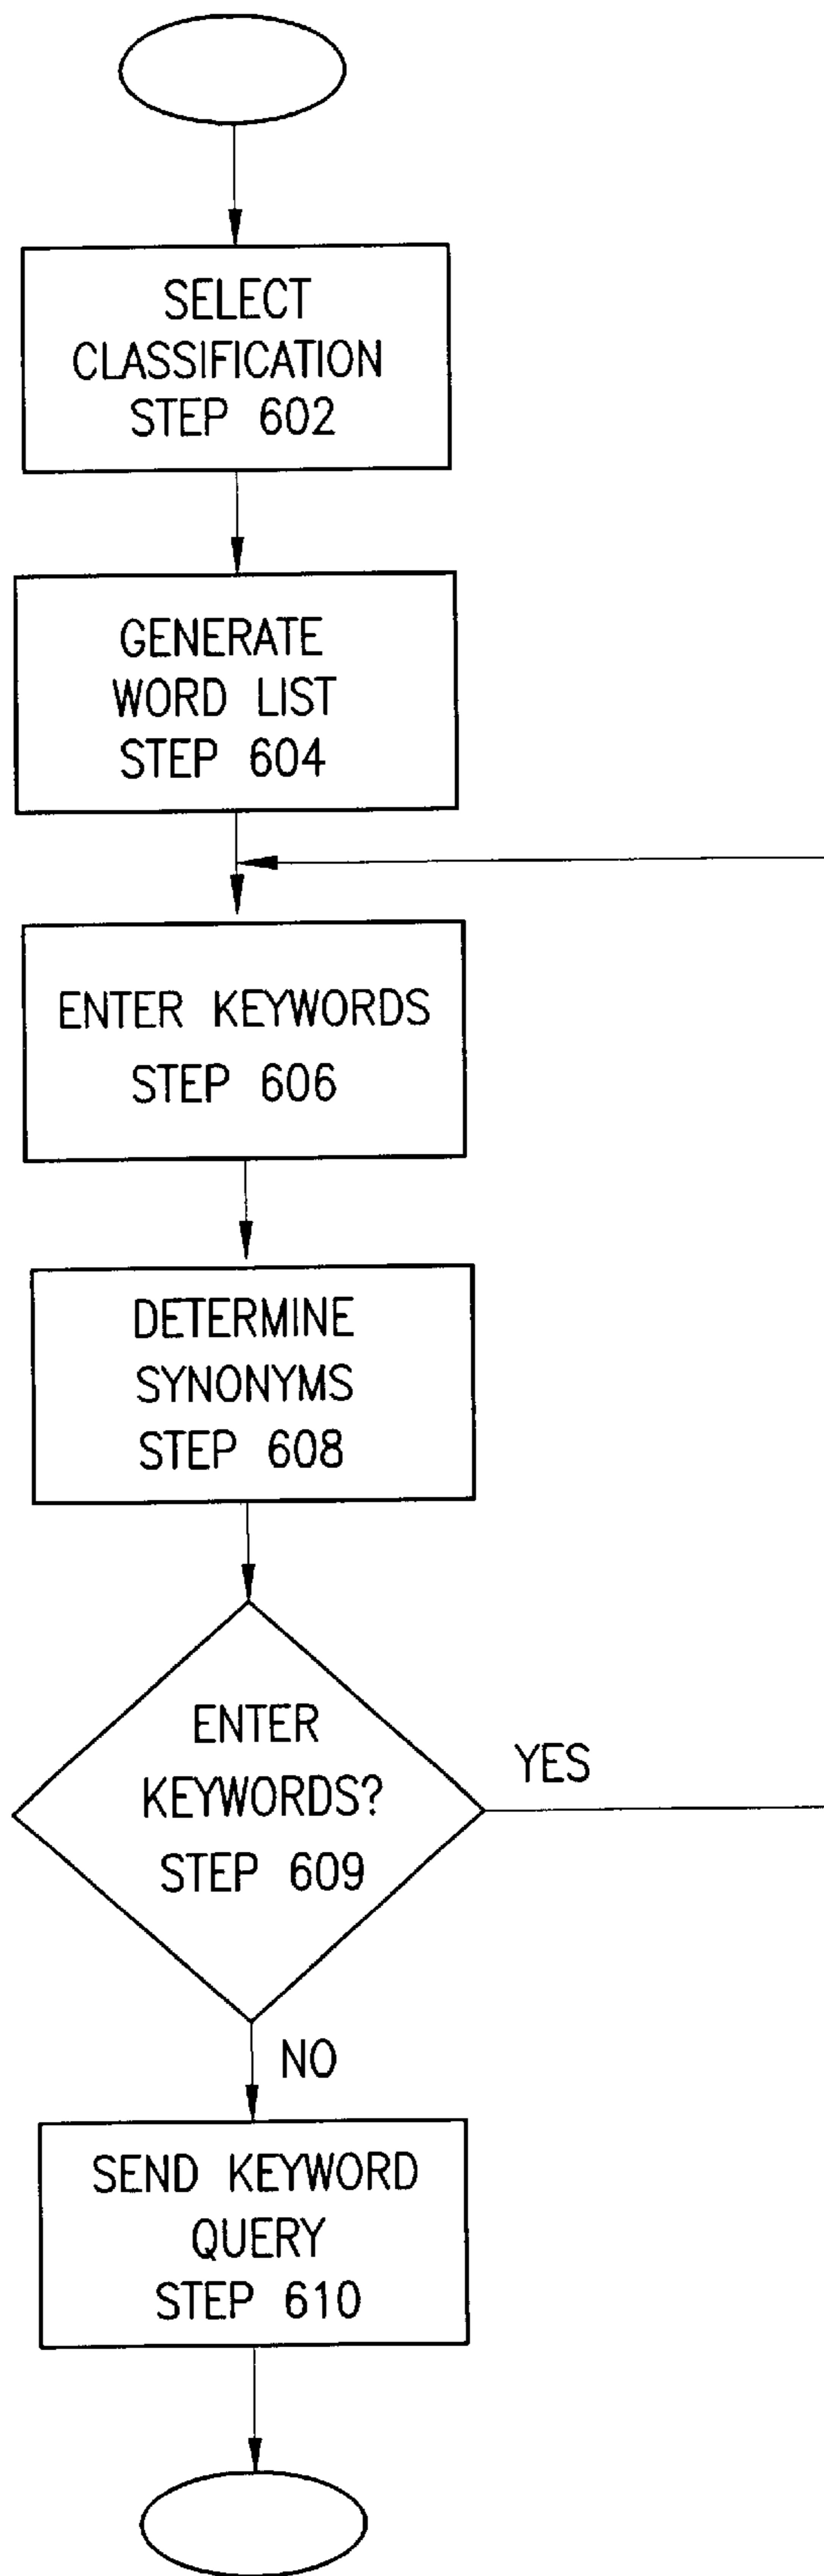 SELECT
CLASSIFICATION
STEP 602
GENERATE
WORD LIST
STEP 604
ENTER KEYWORDS
STEP 606
DETERMINE
SYNONYMS
STEP 608
ENTER
KEYWORDS?
STEP 609
YES
NO
SEND KEYWORD
QUERY
STEP 610